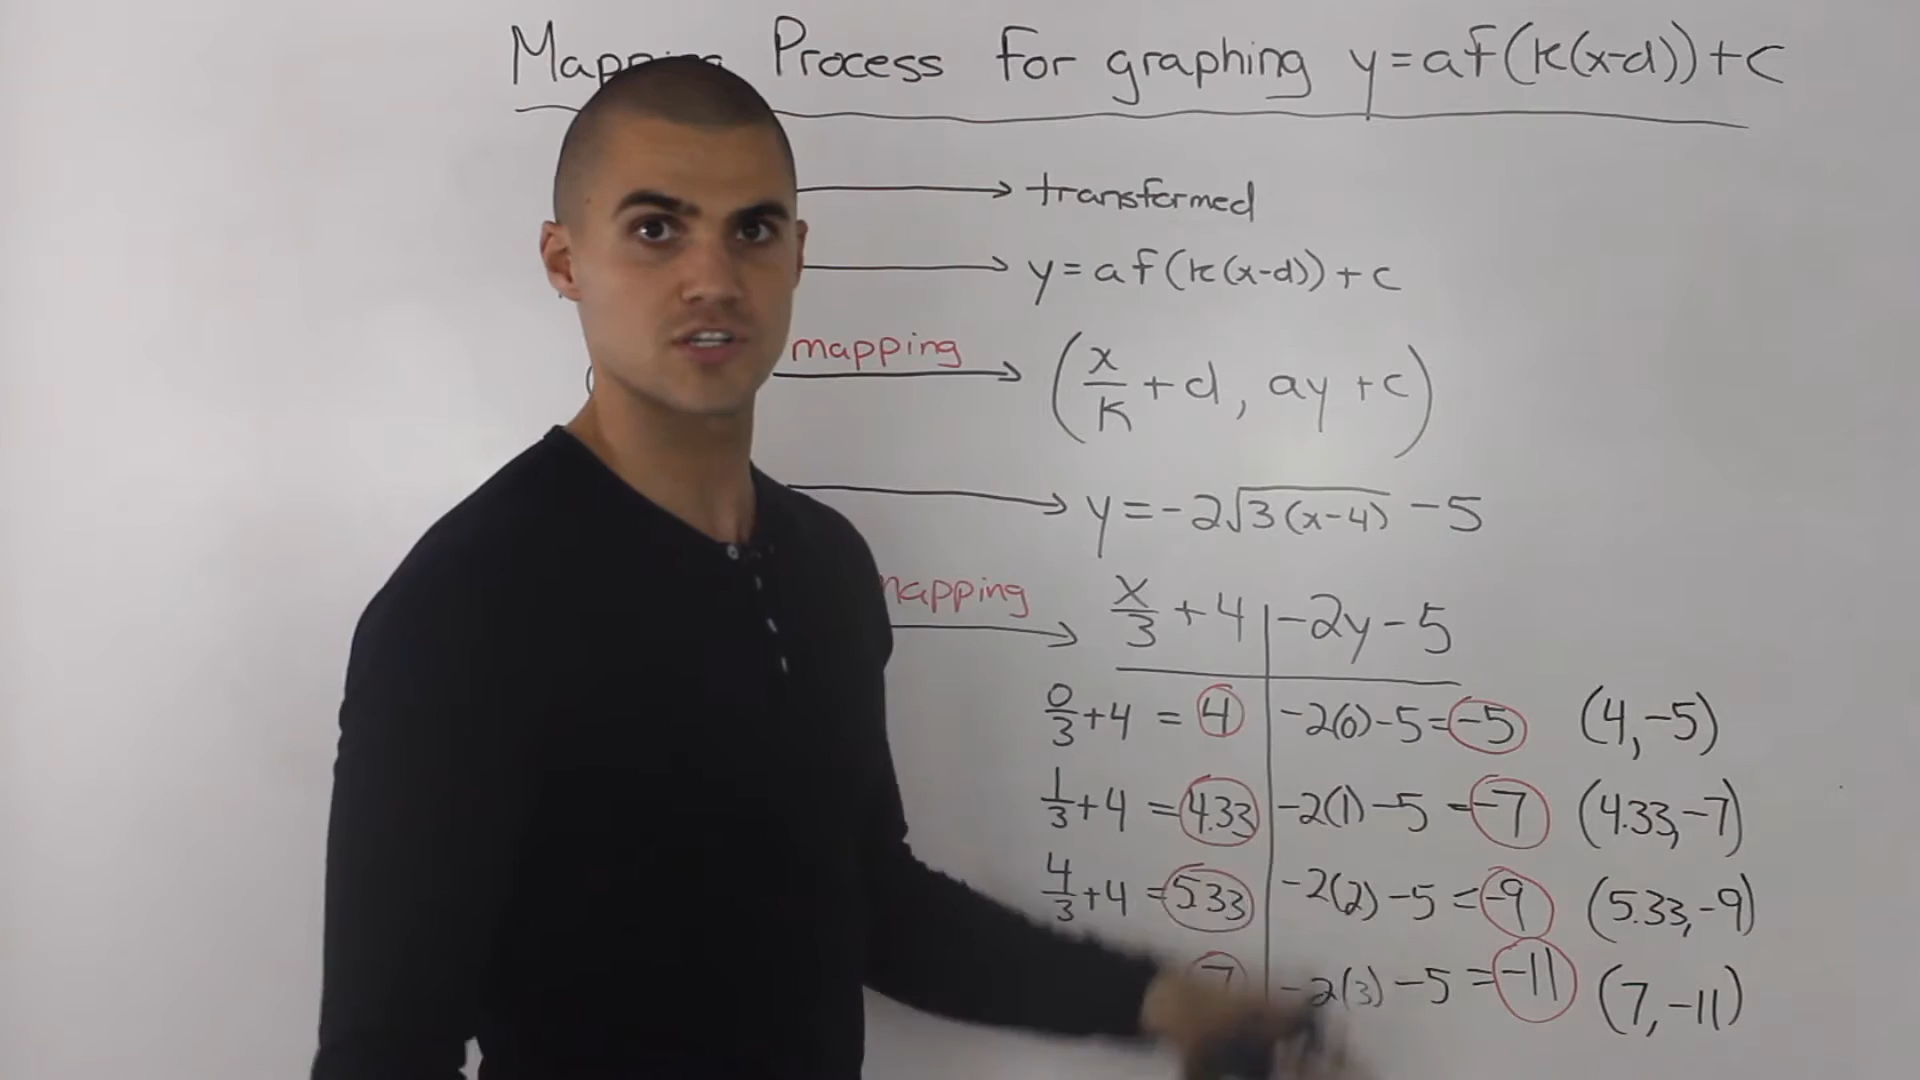 Mapping Process for graphing y=af(k(x-d))+c
transformed
y=af(k(x-d))+c
mapping
(x/k +d, ay+c)
y=-2√3(x-4) -5
mapping
x/3 +4 | -2y-5
0/3+4 = 4 | -2(0)-5=-5 (4,-5)
1/3+4 = 4.33 | -2(1)-5=-7 (4.33,-7)
4/3+4 = 5.33 | -2(2)-5=-9 (5.33,-9)
7 | -2(3)-5=-11 (7,-11)